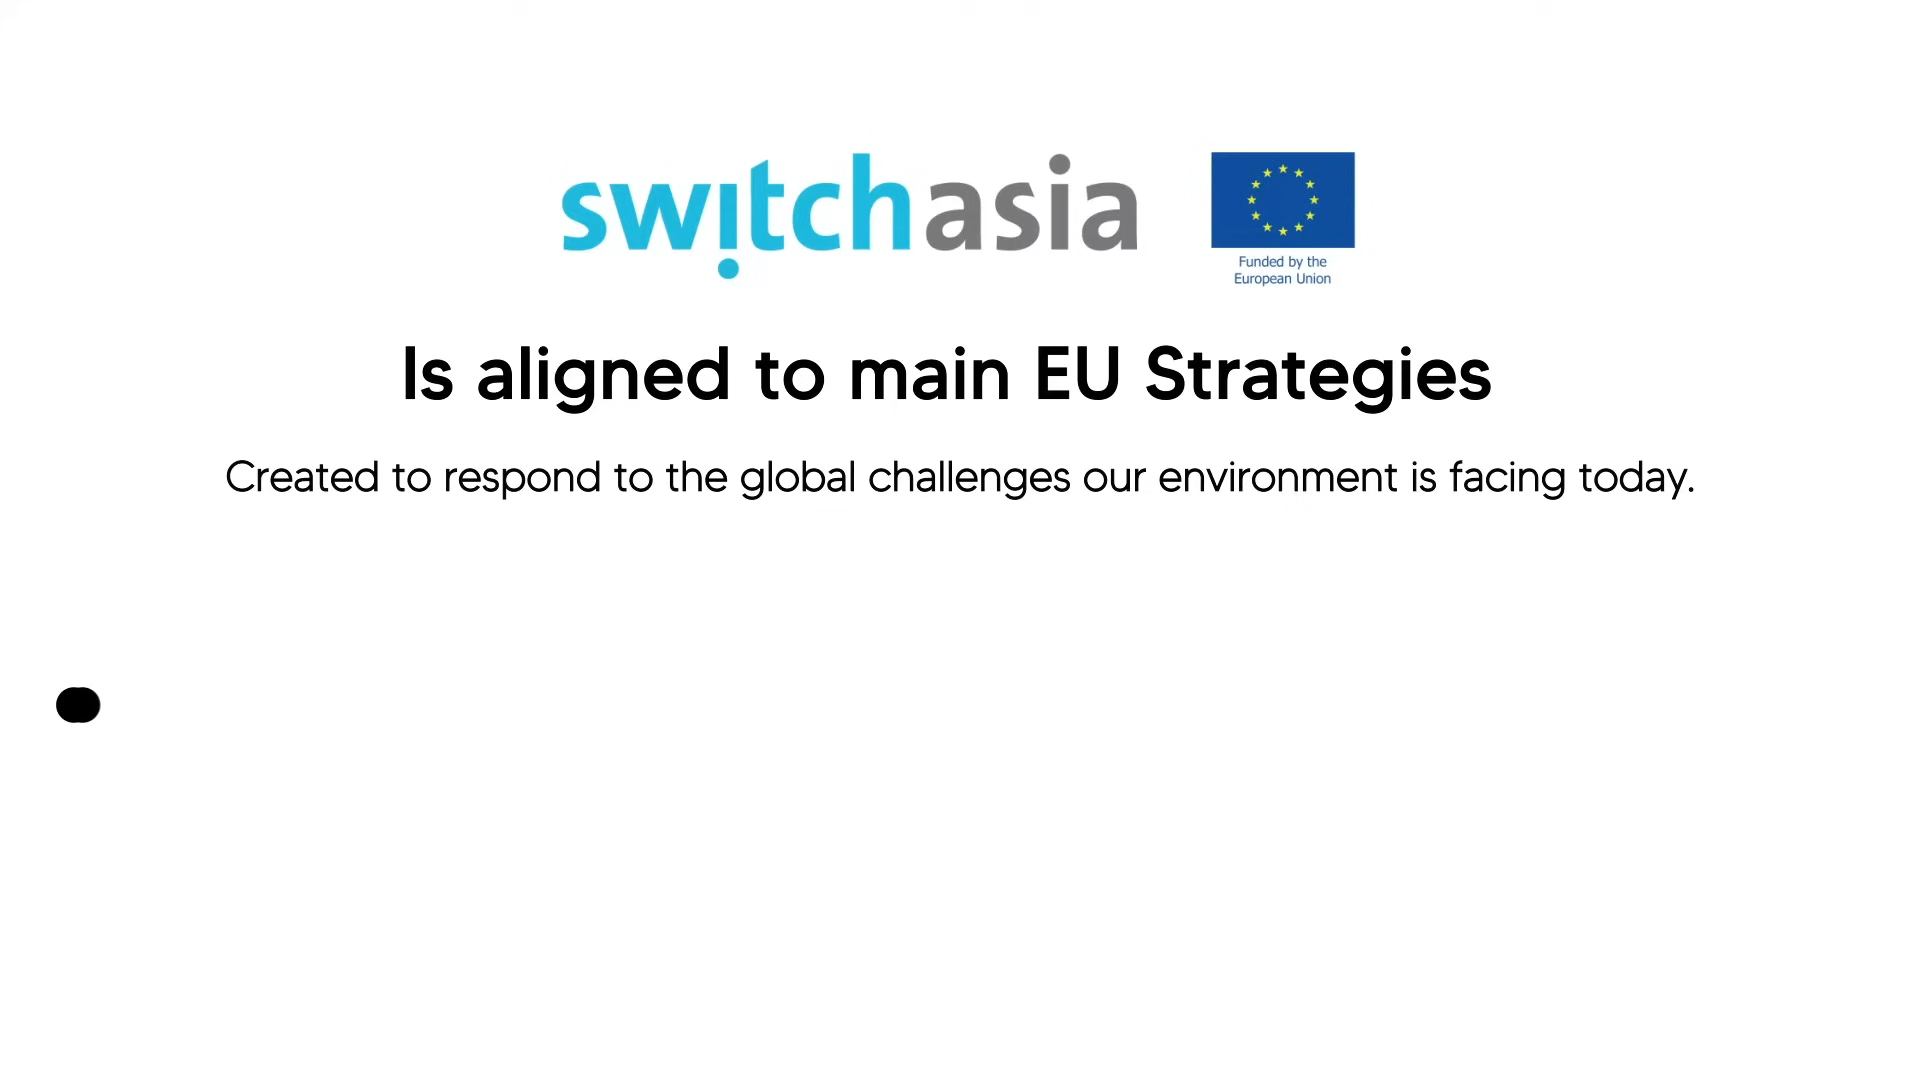 switchasia
Funded by the
European Union
Is aligned to main EU Strategies
Created to respond to the global challenges our environment is facing today.